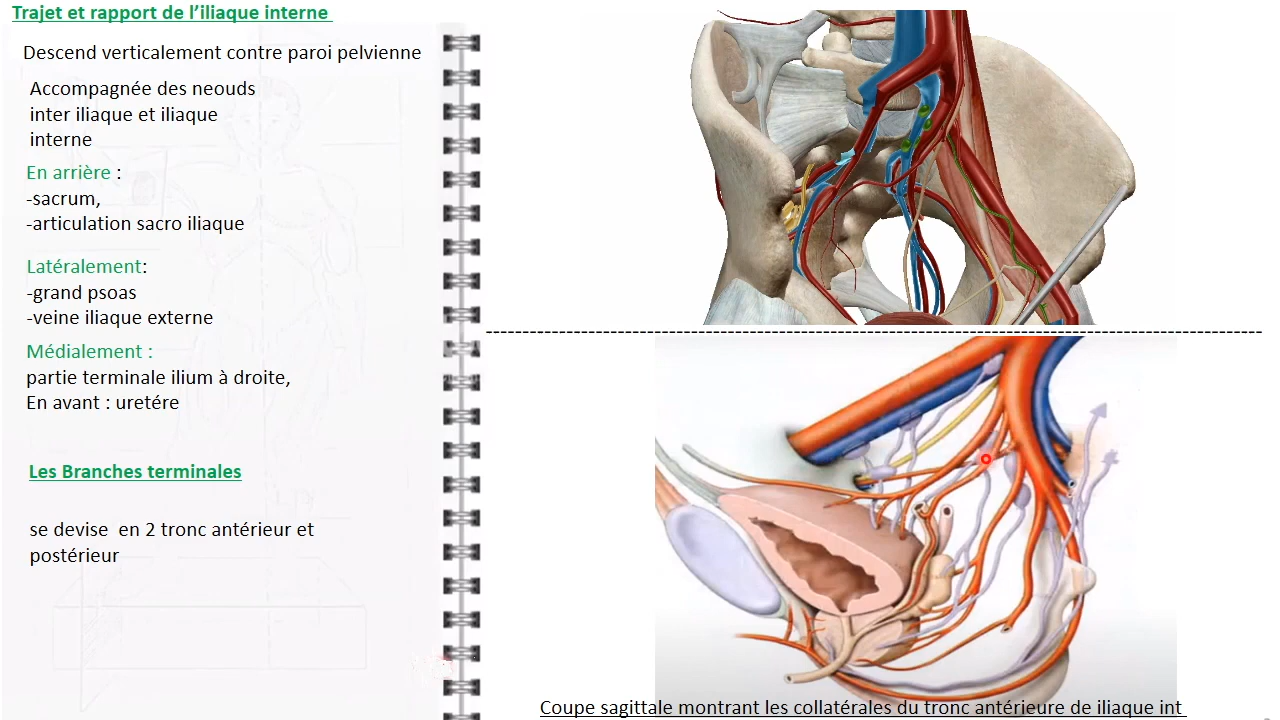 Trajet et rapport de l’iliaque interne
Descend verticalement contre paroi pelvienne
Accompagnée des neouds
inter iliaque et iliaque
interne
En arrière :
-sacrum,
-articulation sacro iliaque
Latéralement:
-grand psoas
-veine iliaque externe
Médialement :
partie terminale ilium à droite,
En avant : uretére
Les Branches terminales
se devise en 2 tronc antérieur et
postérieur
Coupe sagittale montrant les collatérales du tronc antérieure de iliaque int